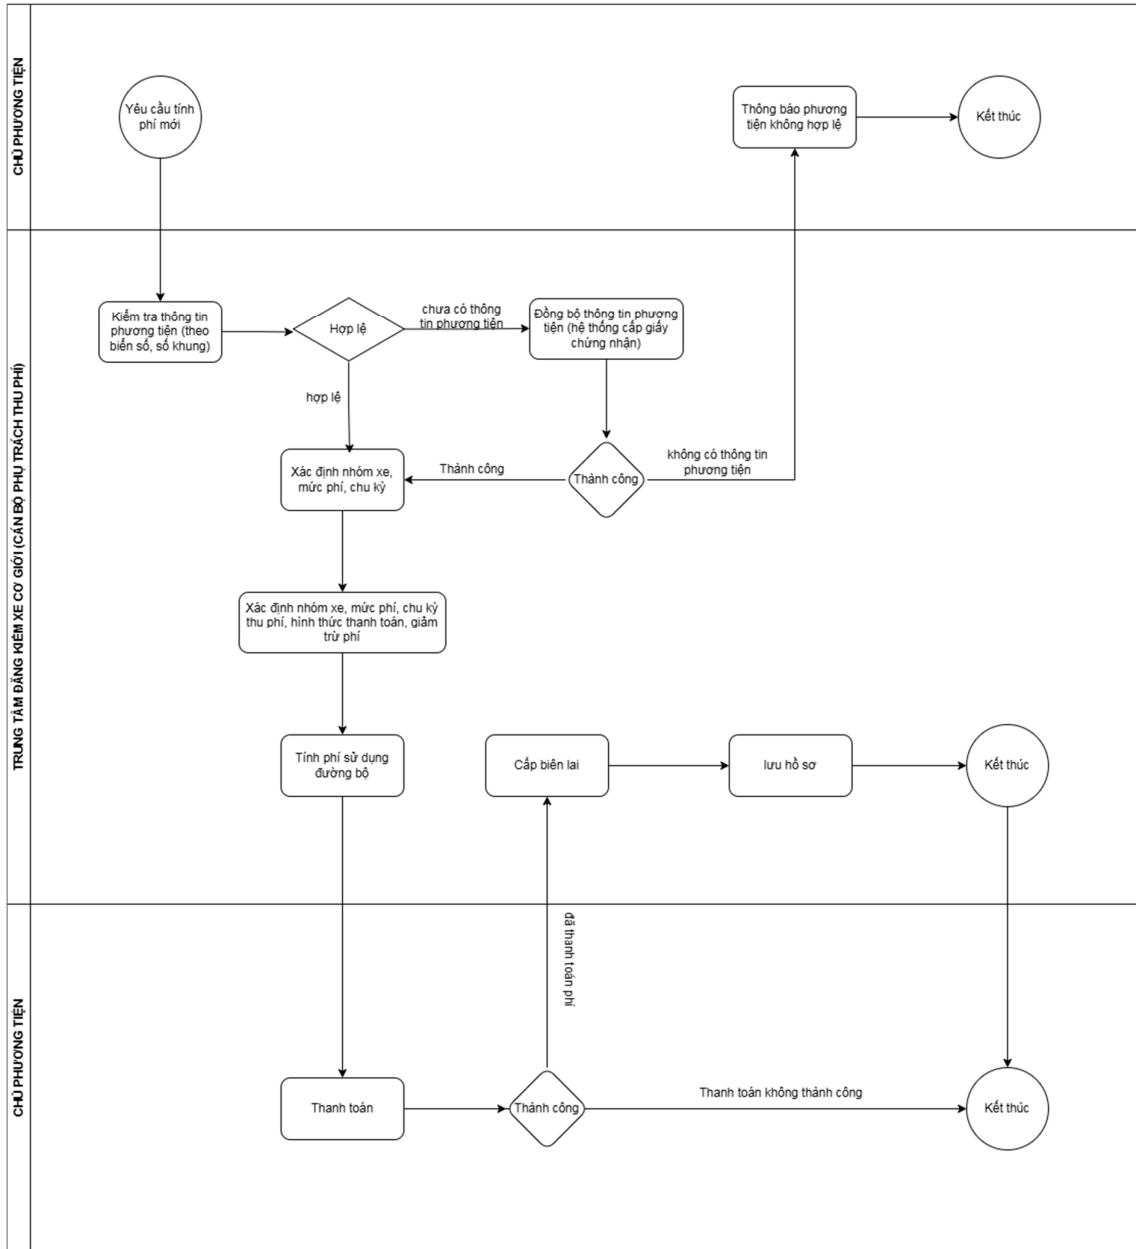 CHỦ PHƯƠNG TIỆN
Yêu cầu tính
phí mới
Thông báo phương
tiện không hợp lệ
Kết thúc
TRUNG TÂM ĐĂNG KIỂM XE CƠ GIỚI (CÁN BỘ PHỤ TRÁCH THU PHÍ)
Kiểm tra thông tin
phương tiện (theo
biển số, số khung)
Hợp lệ
chưa có thông
tin phương tiện
Đồng bộ thông tin phương
tiện (hệ thống cấp giấy
chứng nhận)
hợp lệ
Xác định nhóm xe,
mức phí, chu kỳ
Thành công
Thành công
không có thông tin
phương tiện
Xác định nhóm xe, mức phí, chu kỳ
thu phí, hình thức thanh toán, giảm
trừ phí
Tính phí sử dụng
đường bộ
Cấp biên lai
lưu hồ sơ
Kết thúc
CHỦ PHƯƠNG TIỆN
đã thanh toán phí
Thanh toán
Thành công
Thanh toán không thành công
Kết thúc